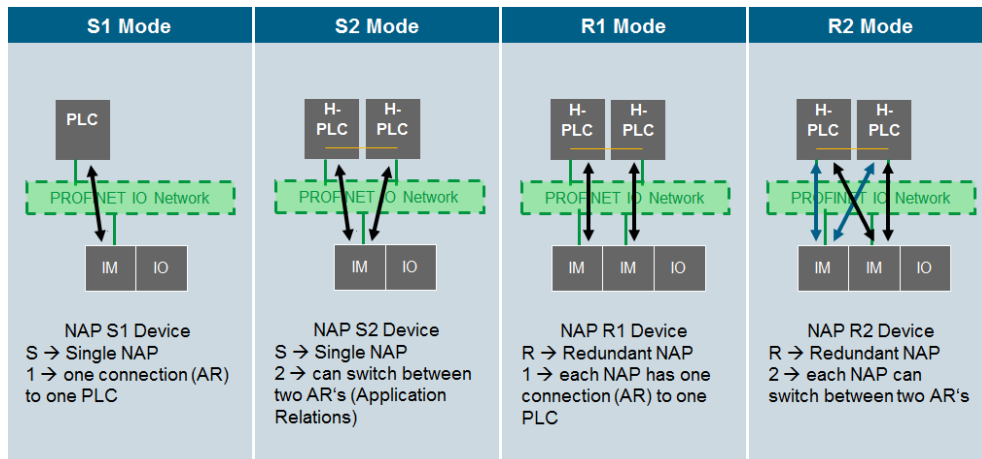 S1 Mode
PLC
PROFINET IO Network
IM IO
NAP S1 Device
S → Single NAP
1 → one connection (AR)
to one PLC
S2 Mode
H-
PLC
H-
PLC
PROFINET IO Network
IM IO
NAP S2 Device
S → Single NAP
2 → can switch between
two AR's (Application
Relations)
R1 Mode
H-
PLC
H-
PLC
PROFINET IO Network
IM IM IO
NAP R1 Device
R → Redundant NAP
1 → each NAP has one
connection (AR) to one
PLC
R2 Mode
H-
PLC
H-
PLC
PROFINET IO Network
IM IM IO
NAP R2 Device
R → Redundant NAP
2 → each NAP can
switch between two AR's